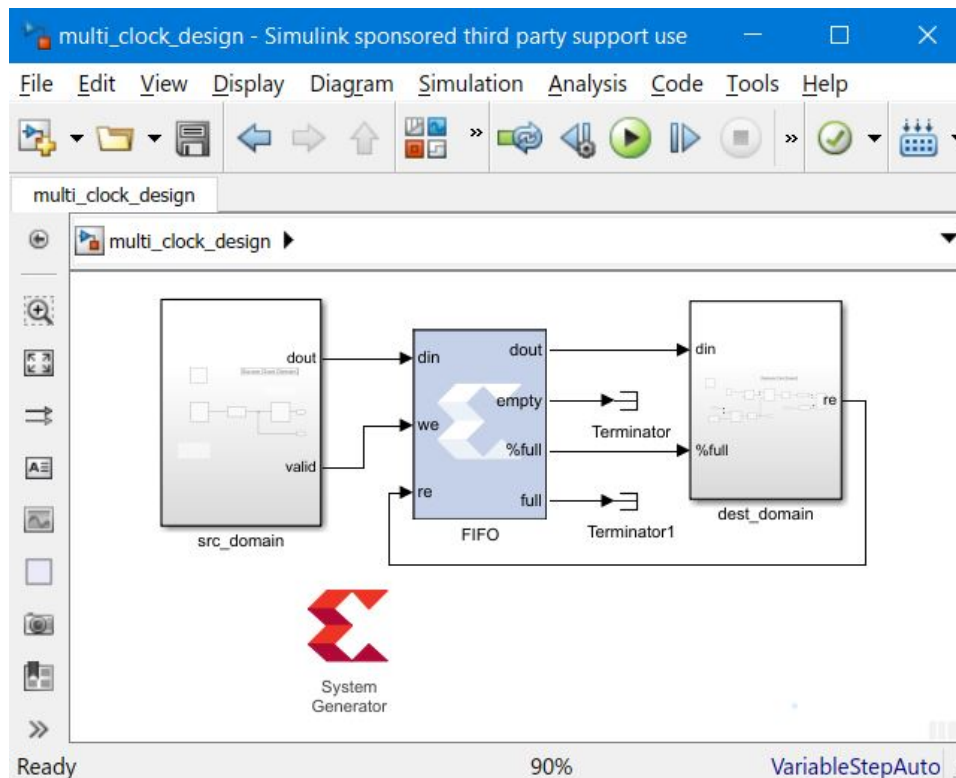 multi_clock_design - Simulink sponsored third party support use
File Edit View Display Diagram Simulation Analysis Code Tools Help
» »
multi_clock_design
multi_clock_design
dout
valid
src_domain
din
we
re
dout
empty
%full
full
FIFO
Terminator
Terminator1
din
%full
re
dest_domain
System
Generator
Ready 90% VariableStepAuto